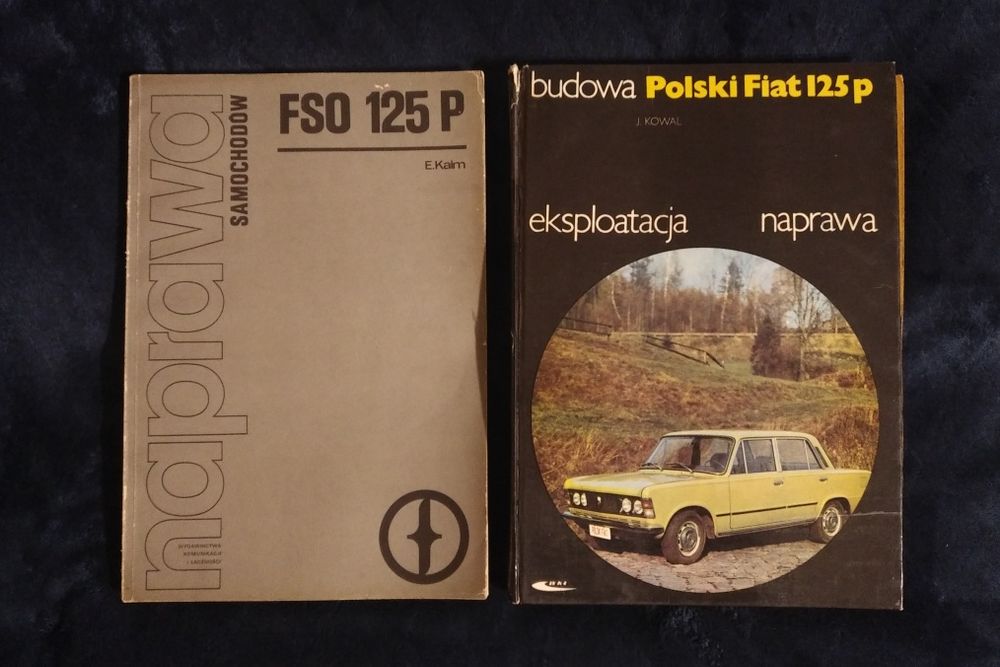 naprawa
SAMOCHODÓW
FSO 125 P
E.Kalm
WYDAWNICTWA
KOMUNIKACJI
I ŁĄCZNOŚCI
budowa Polski Fiat 125p
J. KOWAL
eksploatacja naprawa